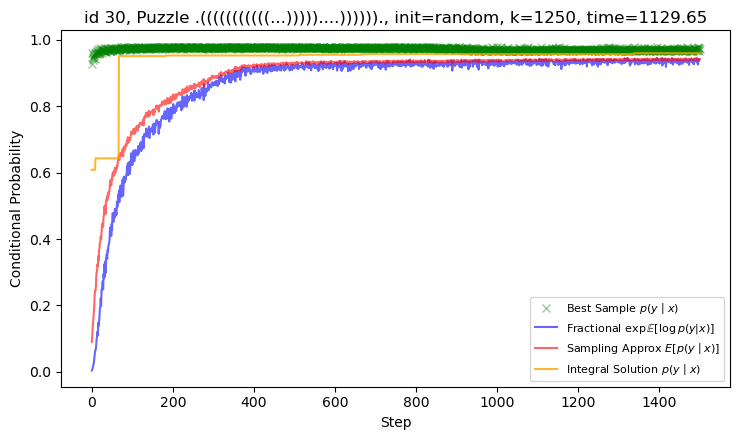 id 30, Puzzle .(((((((((((...)))))....))))))., init=random, k=1250, time=1129.65
1.0
0.8
0.6
0.4
0.2
0.0
Conditional Probability
Best Sample p(y | x)
Fractional exp𝔼[log p(y|x)]
Sampling Approx E[p(y | x)]
Integral Solution p(y | x)
0 200 400 600 800 1000 1200 1400
Step